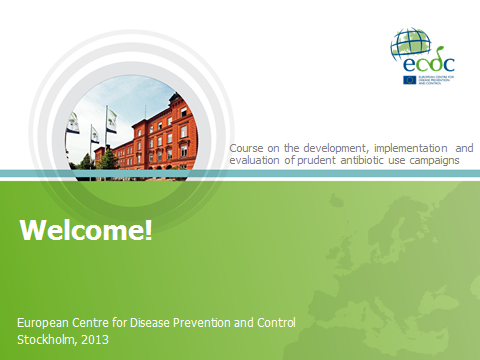 ecdc
EUROPEAN CENTRE FOR
DISEASE PREVENTION
AND CONTROL
Course on the development, implementation and
evaluation of prudent antibiotic use campaigns
Welcome!
European Centre for Disease Prevention and Control
Stockholm, 2013